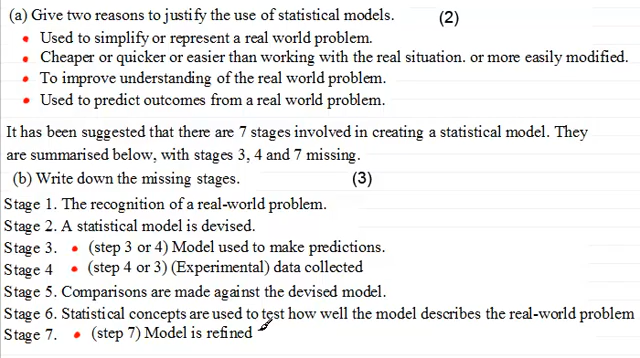 (a) Give two reasons to justify the use of statistical models. (2)
• Used to simplify or represent a real world problem.
• Cheaper or quicker or easier than working with the real situation. or more easily modified.
• To improve understanding of the real world problem.
• Used to predict outcomes from a real world problem.
It has been suggested that there are 7 stages involved in creating a statistical model. They
are summarised below, with stages 3, 4 and 7 missing.
(b) Write down the missing stages. (3)
Stage 1. The recognition of a real-world problem.
Stage 2. A statistical model is devised.
Stage 3. • (step 3 or 4) Model used to make predictions.
Stage 4 • (step 4 or 3) (Experimental) data collected
Stage 5. Comparisons are made against the devised model.
Stage 6. Statistical concepts are used to test how well the model describes the real-world problem
Stage 7. • (step 7) Model is refined